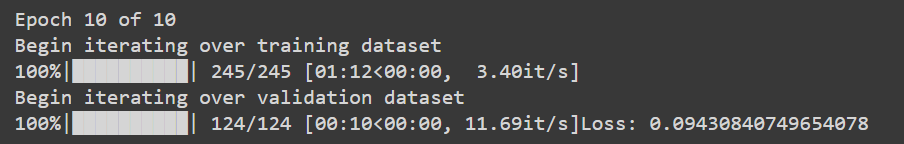 Epoch 10 of 10
Begin iterating over training dataset
100%|██████████| 245/245 [01:12<00:00,  3.40it/s]
Begin iterating over validation dataset
100%|██████████| 124/124 [00:10<00:00, 11.69it/s]Loss: 0.09430840749654078